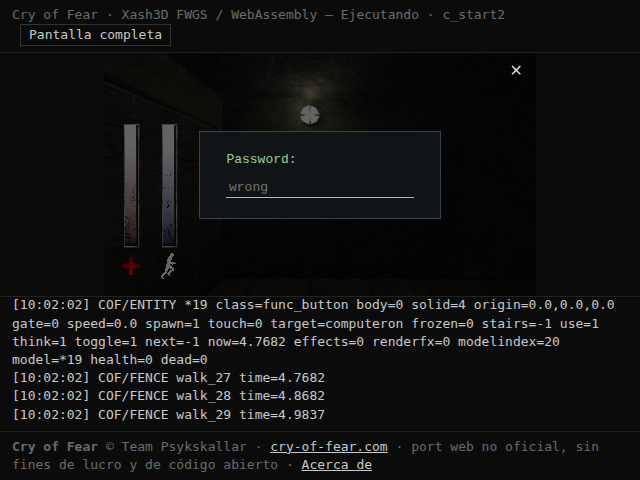 Cry of Fear · Xash3D FWGS / WebAssembly — Ejecutando · c_start2
Pantalla completa
×
Password:
wrong
[10:02:02] COF/ENTITY *19 class=func_button body=0 solid=4 origin=0.0,0.0,0.0
gate=0 speed=0.0 spawn=1 touch=0 target=computeron frozen=0 stairs=-1 use=1
think=1 toggle=1 next=-1 now=4.7682 effects=0 renderfx=0 modelindex=20
model=*19 health=0 dead=0
[10:02:02] COF/FENCE walk_27 time=4.7682
[10:02:02] COF/FENCE walk_28 time=4.8682
[10:02:02] COF/FENCE walk_29 time=4.9837
Cry of Fear © Team Psykskallar · cry-of-fear.com · port web no oficial, sin
fines de lucro y de código abierto · Acerca de